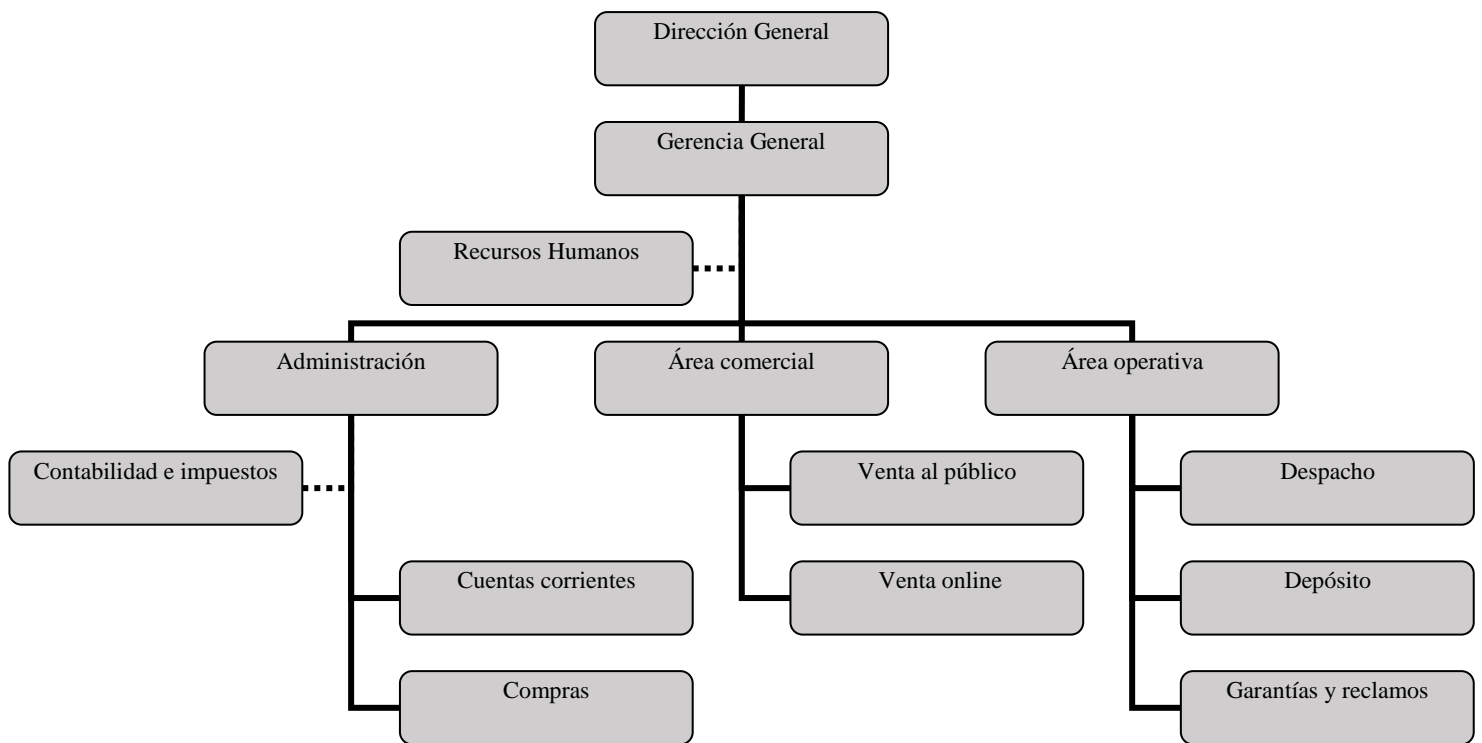 Dirección General
Gerencia General
Recursos Humanos
Administración
Área comercial
Área operativa
Contabilidad e impuestos
Venta al público
Despacho
Cuentas corrientes
Venta online
Depósito
Compras
Garantías y reclamos